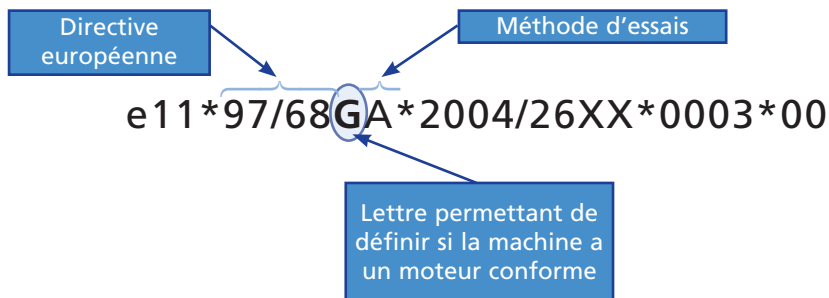 Directive
européenne
Méthode d'essais
e11*97/68GA*2004/26XX*0003*00
Lettre permettant de
définir si la machine a
un moteur conforme